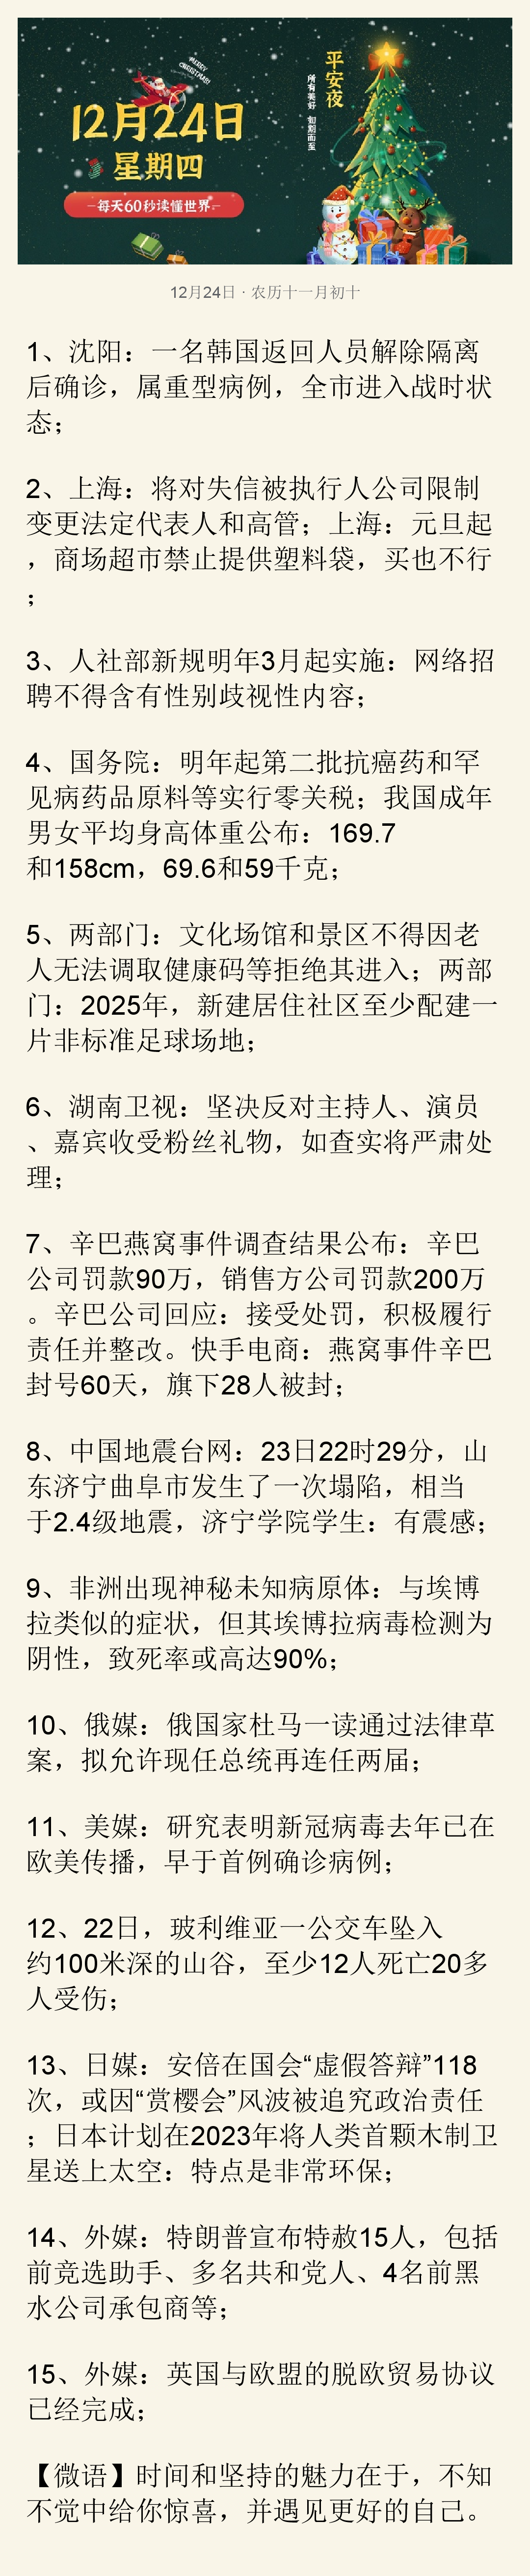 MERRY
CHRISTMAS!
12月24日
星期四
每天60秒读懂世界
平安夜
所有美好 如期而至
12月24日 · 农历十一月初十
1、沈阳：一名韩国返回人员解除隔离
后确诊，属重型病例，全市进入战时状
态；
2、上海：将对失信被执行人公司限制
变更法定代表人和高管；上海：元旦起
，商场超市禁止提供塑料袋，买也不行
；
3、人社部新规明年3月起实施：网络招
聘不得含有性别歧视性内容；
4、国务院：明年起第二批抗癌药和罕
见病药品原料等实行零关税；我国成年
男女平均身高体重公布：169.7
和158cm，69.6和59千克；
5、两部门：文化场馆和景区不得因老
人无法调取健康码等拒绝其进入；两部
门：2025年，新建居住社区至少配建一
片非标准足球场地；
6、湖南卫视：坚决反对主持人、演员
、嘉宾收受粉丝礼物，如查实将严肃处
理；
7、辛巴燕窝事件调查结果公布：辛巴
公司罚款90万，销售方公司罚款200万
。辛巴公司回应：接受处罚，积极履行
责任并整改。快手电商：燕窝事件辛巴
封号60天，旗下28人被封；
8、中国地震台网：23日22时29分，山
东济宁曲阜市发生了一次塌陷，相当
于2.4级地震，济宁学院学生：有震感；
9、非洲出现神秘未知病原体：与埃博
拉类似的症状，但其埃博拉病毒检测为
阴性，致死率或高达90%；
10、俄媒：俄国家杜马一读通过法律草
案，拟允许现任总统再连任两届；
11、美媒：研究表明新冠病毒去年已在
欧美传播，早于首例确诊病例；
12、22日，玻利维亚一公交车坠入
约100米深的山谷，至少12人死亡20多
人受伤；
13、日媒：安倍在国会“虚假答辩”118
次，或因“赏樱会”风波被追究政治责任
；日本计划在2023年将人类首颗木制卫
星送上太空：特点是非常环保；
14、外媒：特朗普宣布特赦15人，包括
前竞选助手、多名共和党人、4名前黑
水公司承包商等；
15、外媒：英国与欧盟的脱欧贸易协议
已经完成；
【微语】时间和坚持的魅力在于，不知
不觉中给你惊喜，并遇见更好的自己。